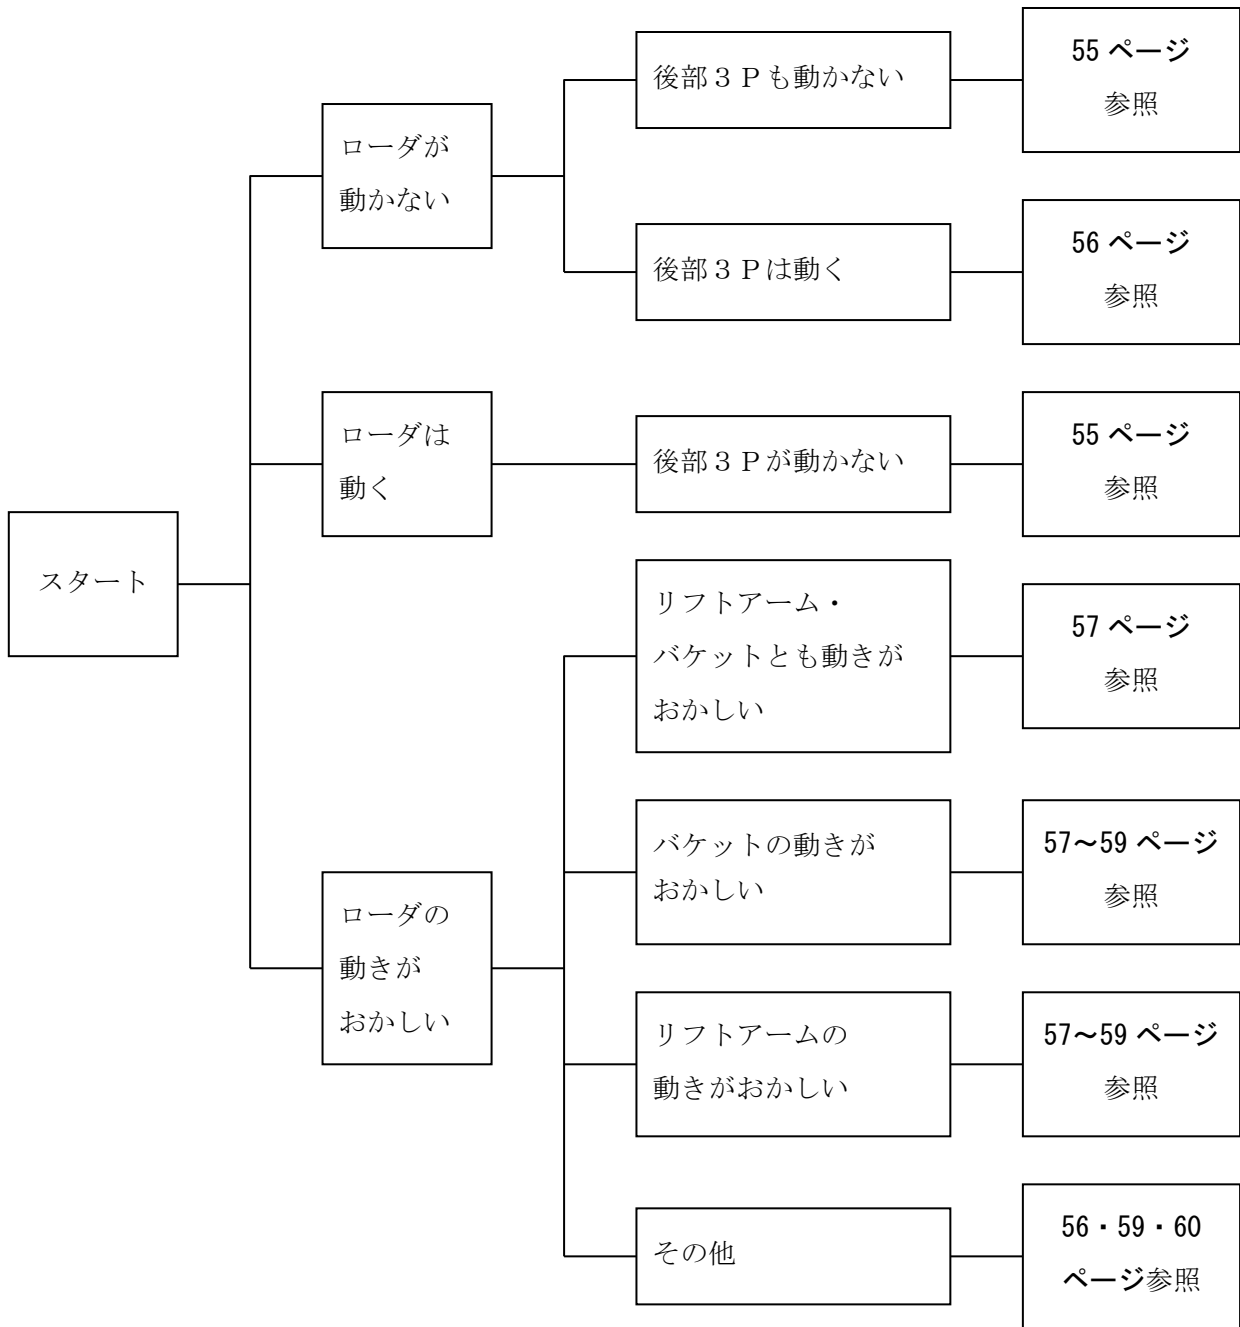 スタート
ローダが
動かない
後部３Ｐも動かない
55 ページ
参照
後部３Ｐは動く
56 ページ
参照
ローダは
動く
後部３Ｐが動かない
55 ページ
参照
ローダの
動きが
おかしい
リフトアーム・
バケットとも動きが
おかしい
57 ページ
参照
バケットの動きが
おかしい
57～59 ページ
参照
リフトアームの
動きがおかしい
57～59 ページ
参照
その他
56・59・60
ページ参照